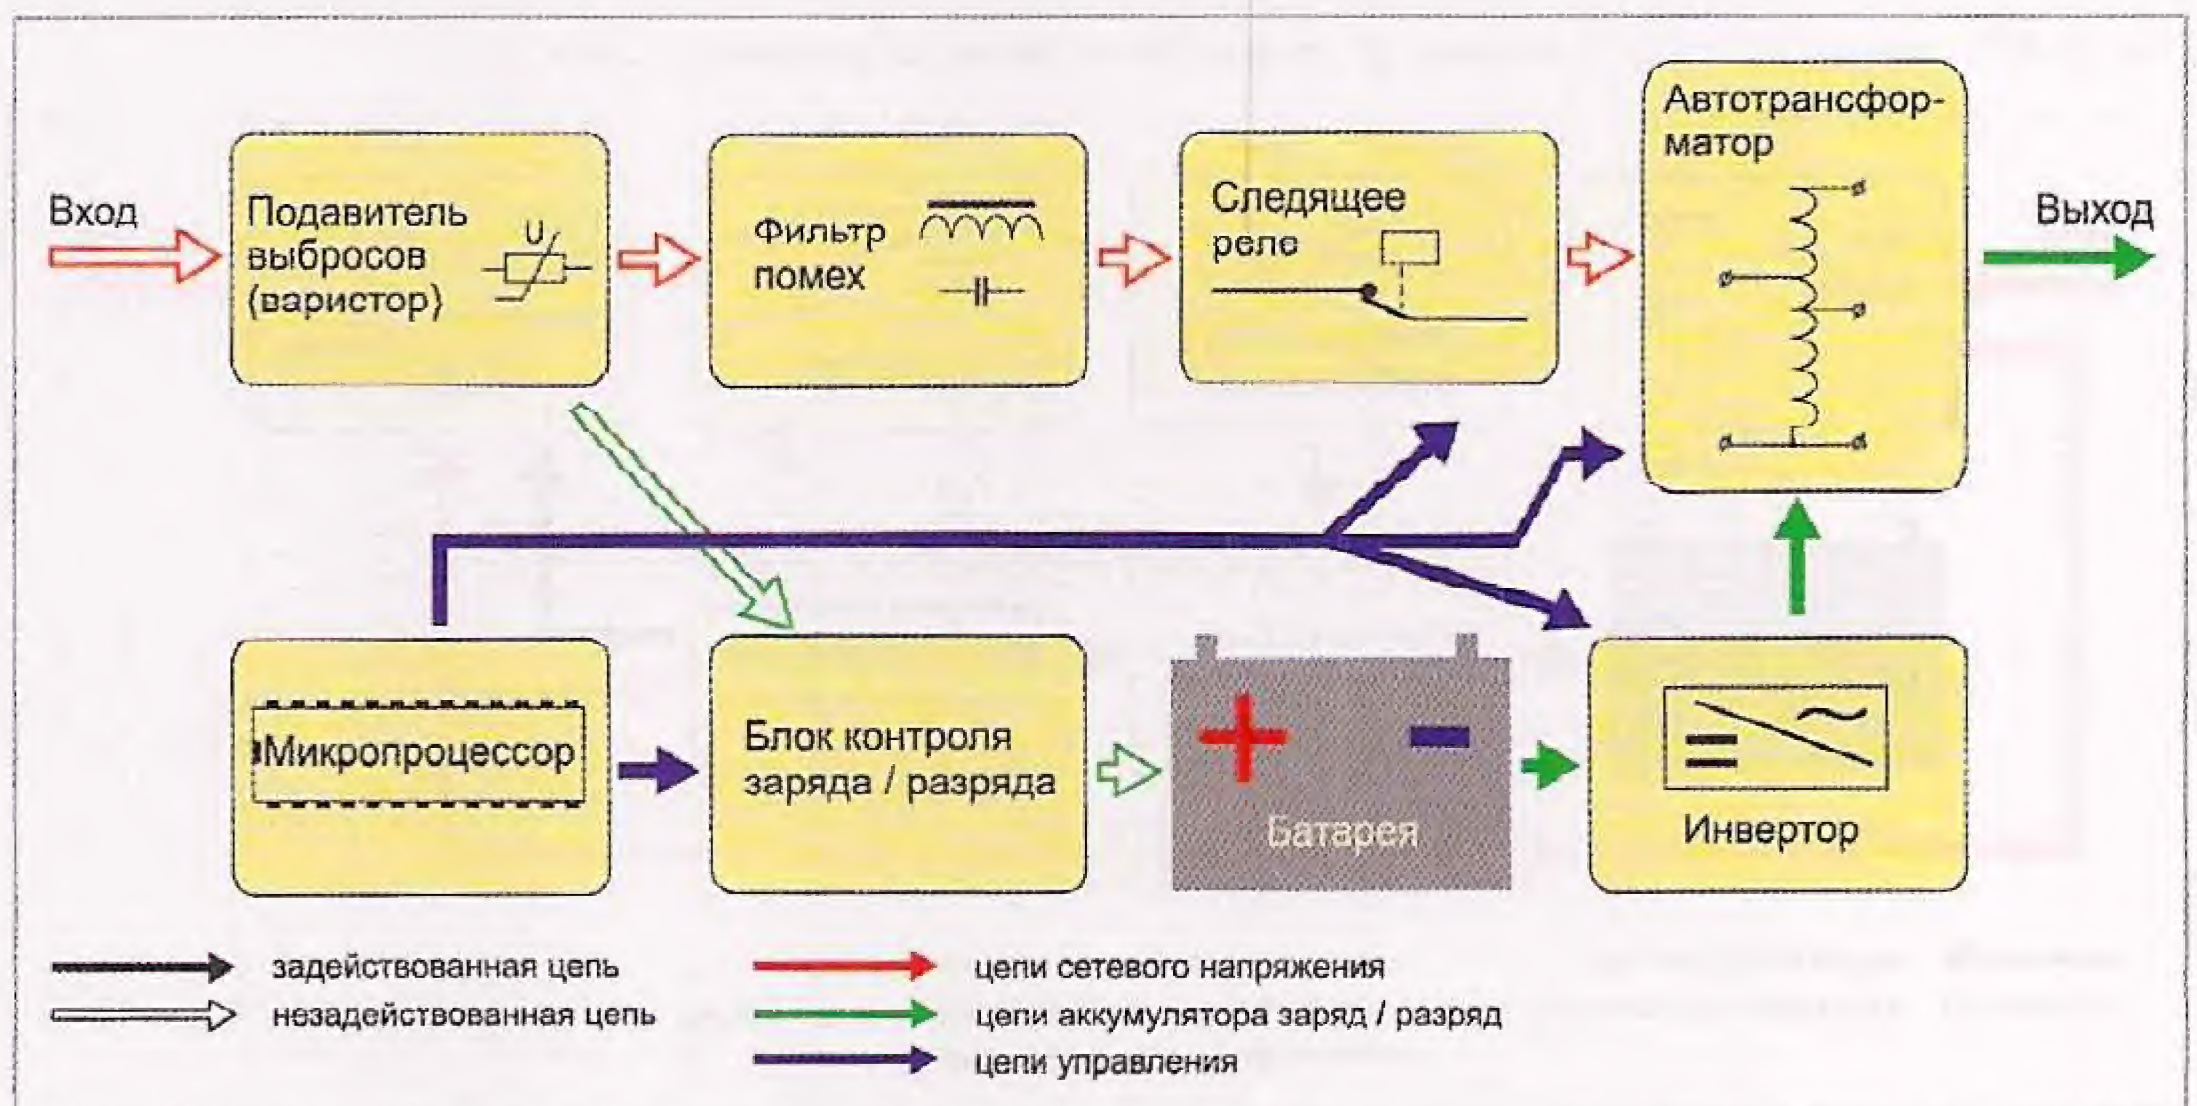 Вход
Подавитель
выбросов
(варистор)
U
Фильтр
помех
Следящее
реле
Автотрансфор-
матор
Выход
Микропроцессор
Блок контроля
заряда / разряда
Батарея
Инвертор
задействованная цепь
незадействованная цепь
цепи сетевого напряжения
цепи аккумулятора заряд / разряд
цепи управления